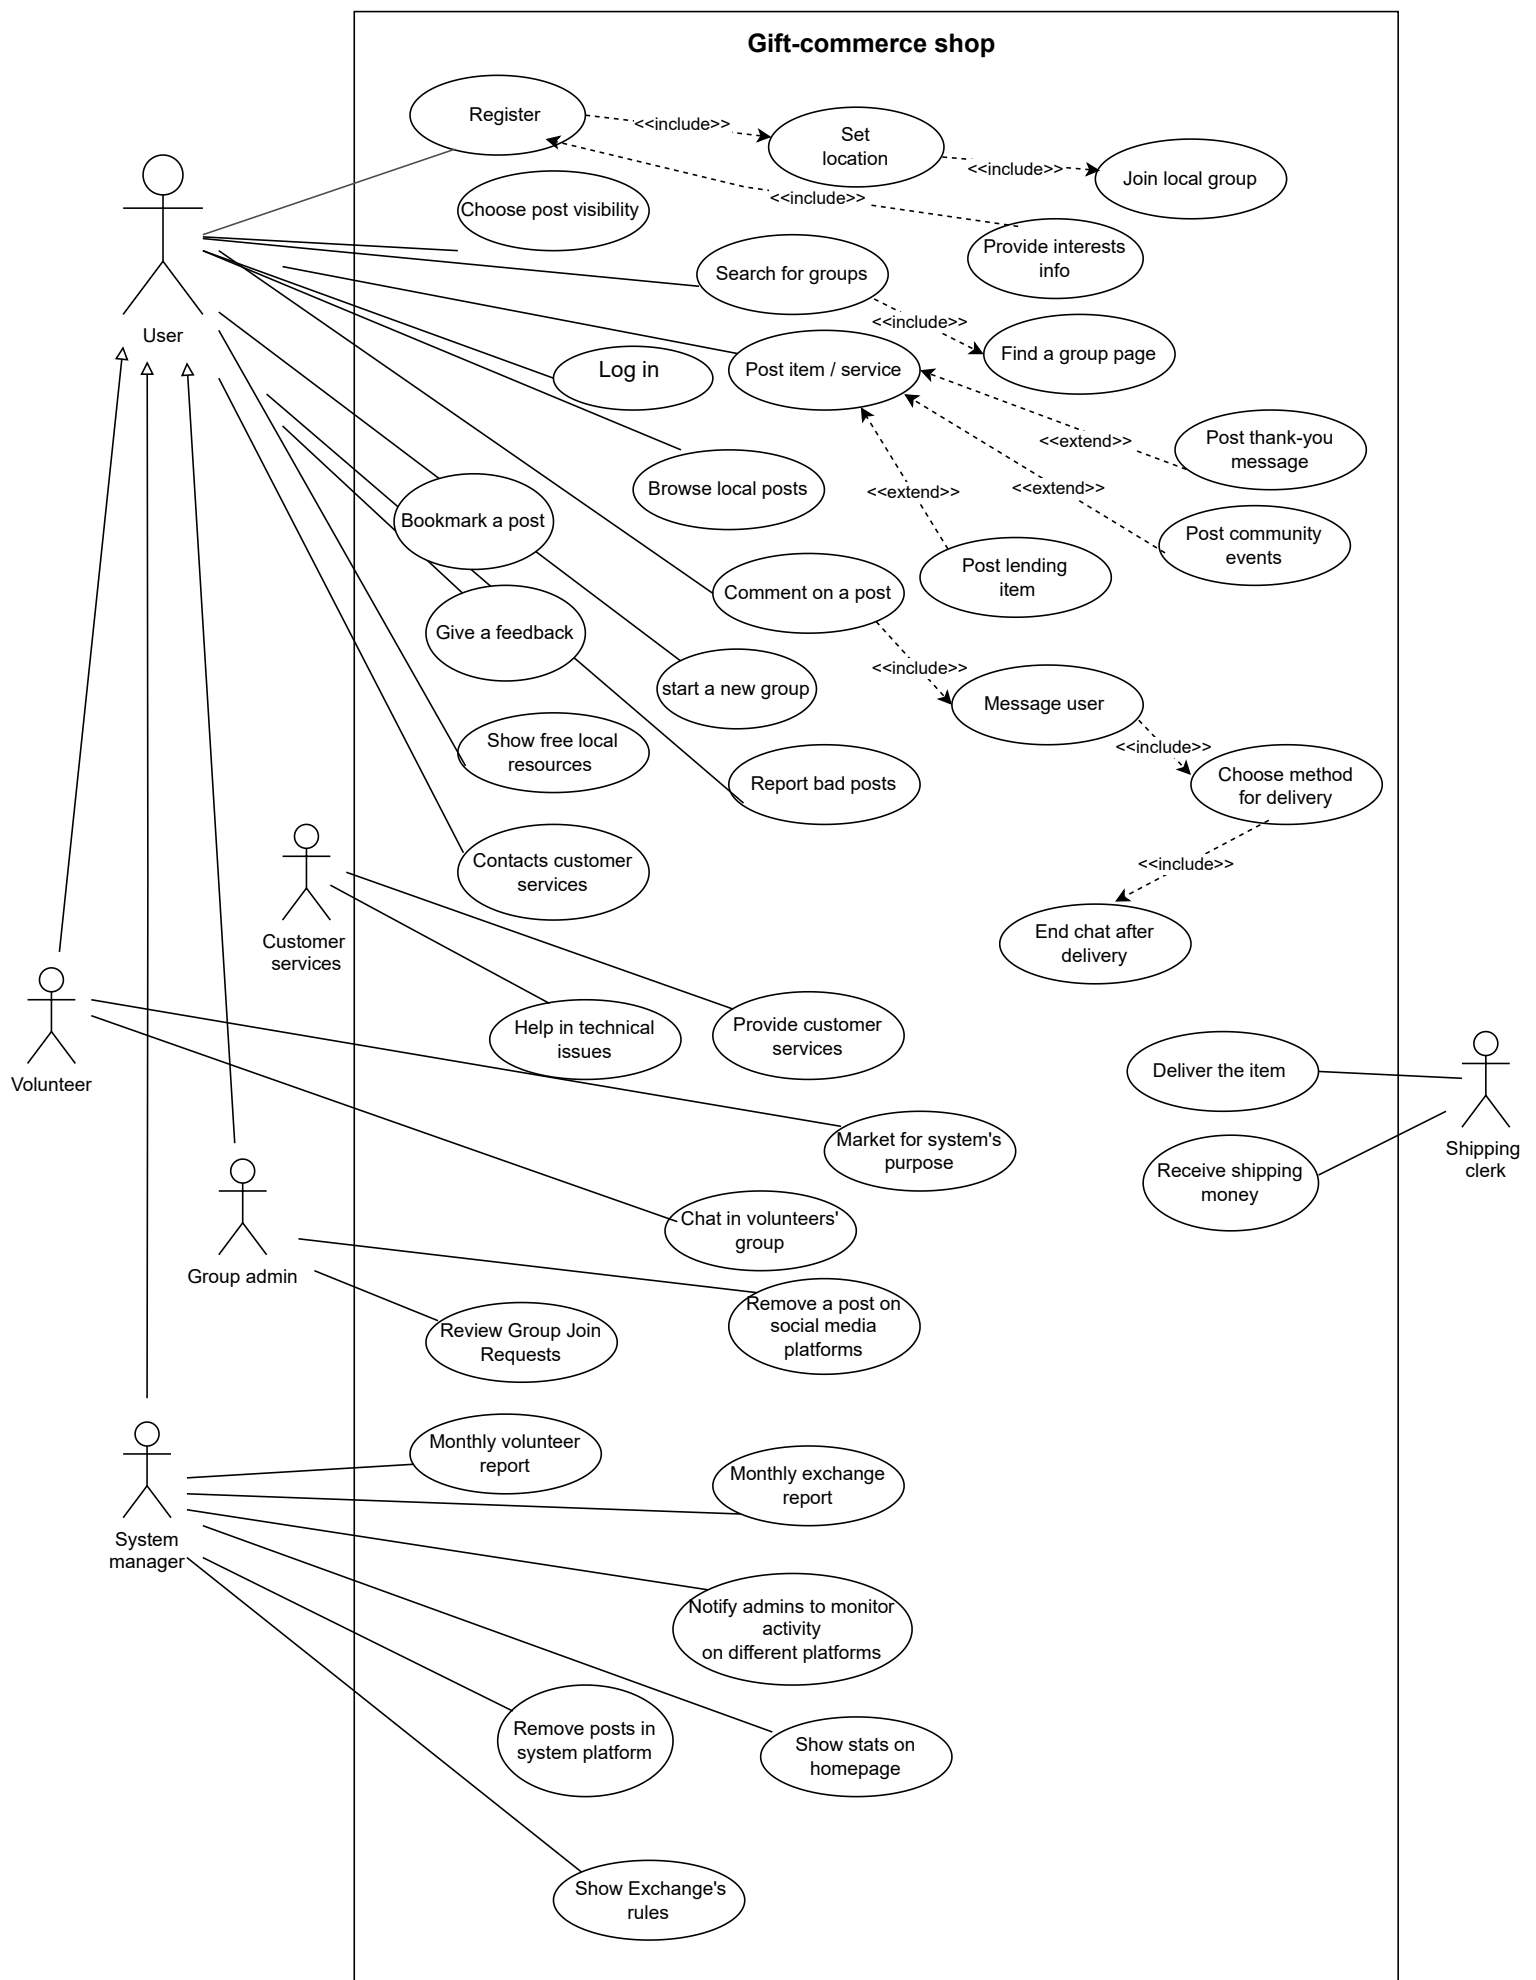 Gift-commerce shop
Register
<<include>>
Set
location
<<include>>
Join local group
Choose post visibility
<<include>>
Provide interests
info
Search for groups
<<include>>
Find a group page
User
Log in
Post item / service
<<extend>>
Post thank-you
message
Browse local posts
<<extend>>
<<extend>>
Bookmark a post
Post community
events
Post lending
item
Comment on a post
Give a feedback
<<include>>
start a new group
Message user
Show free local
resources
<<include>>
Report bad posts
Choose method
for delivery
Contacts customer
services
<<include>>
Customer
services
End chat after
delivery
Help in technical
issues
Provide customer
services
Volunteer
Deliver the item
Shipping
clerk
Market for system's
purpose
Receive shipping
money
Chat in volunteers'
group
Group admin
Remove a post on
social media
platforms
Review Group Join
Requests
Monthly volunteer
report
Monthly exchange
report
System
manager
Notify admins to monitor
activity
on different platforms
Remove posts in
system platform
Show stats on
homepage
Show Exchange's
rules